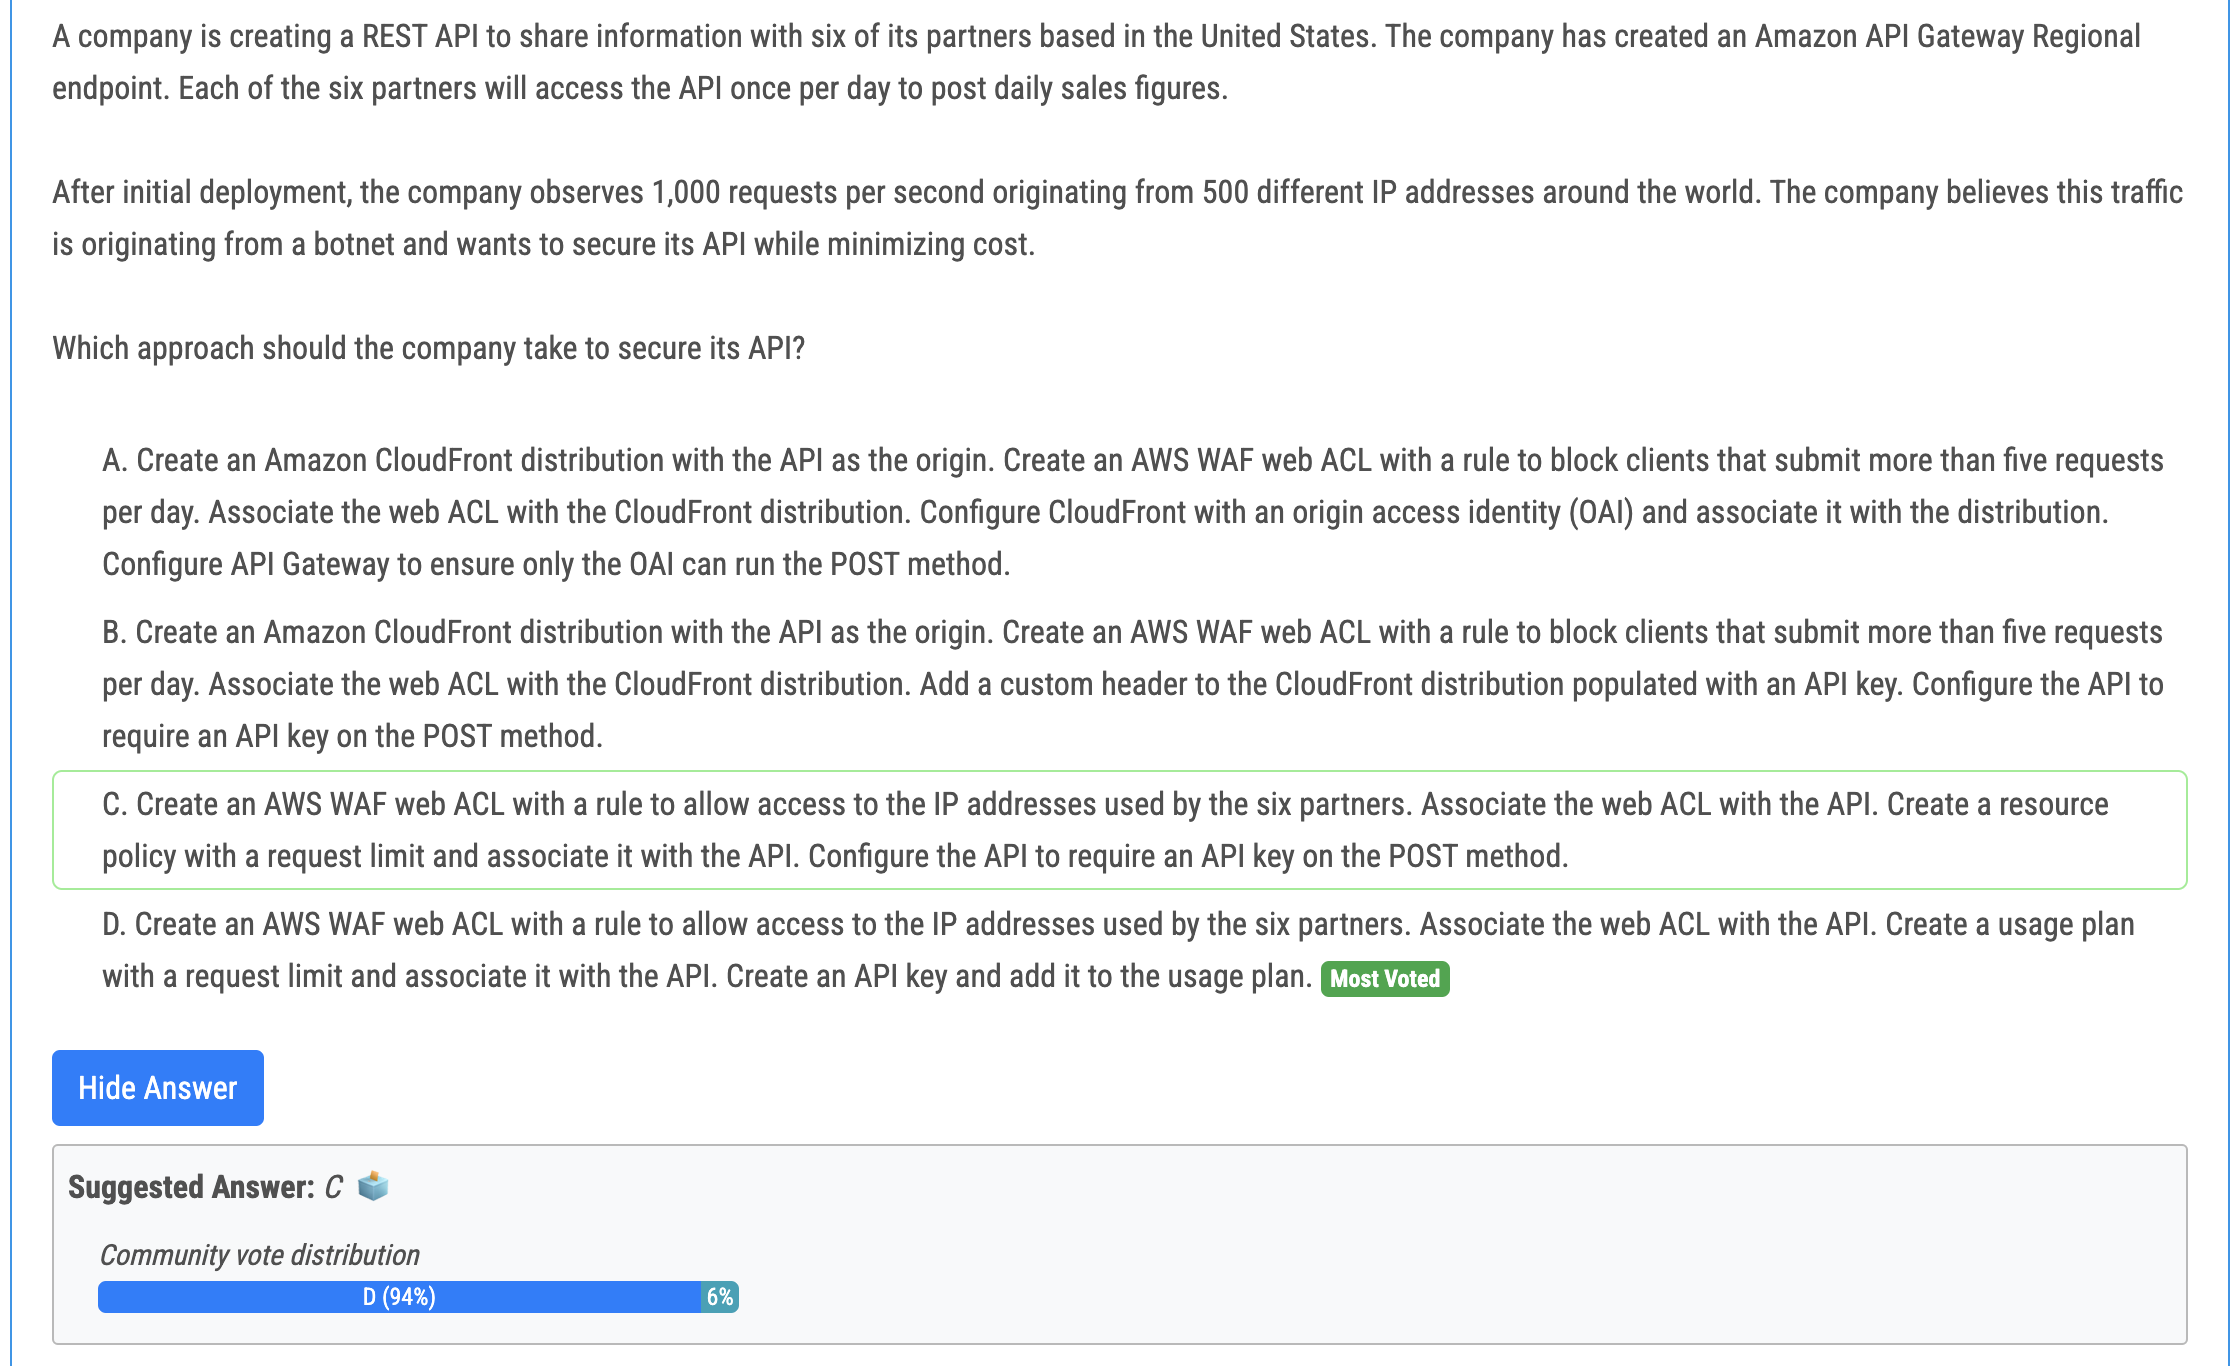 A company is creating a REST API to share information with six of its partners based in the United States. The company has created an Amazon API Gateway Regional
endpoint. Each of the six partners will access the API once per day to post daily sales figures.
After initial deployment, the company observes 1,000 requests per second originating from 500 different IP addresses around the world. The company believes this traffic
is originating from a botnet and wants to secure its API while minimizing cost.
Which approach should the company take to secure its API?
A. Create an Amazon CloudFront distribution with the API as the origin. Create an AWS WAF web ACL with a rule to block clients that submit more than five requests
per day. Associate the web ACL with the CloudFront distribution. Configure CloudFront with an origin access identity (OAI) and associate it with the distribution.
Configure API Gateway to ensure only the OAI can run the POST method.
B. Create an Amazon CloudFront distribution with the API as the origin. Create an AWS WAF web ACL with a rule to block clients that submit more than five requests
per day. Associate the web ACL with the CloudFront distribution. Add a custom header to the CloudFront distribution populated with an API key. Configure the API to
require an API key on the POST method.
C. Create an AWS WAF web ACL with a rule to allow access to the IP addresses used by the six partners. Associate the web ACL with the API. Create a resource
policy with a request limit and associate it with the API. Configure the API to require an API key on the POST method.
D. Create an AWS WAF web ACL with a rule to allow access to the IP addresses used by the six partners. Associate the web ACL with the API. Create a usage plan
with a request limit and associate it with the API. Create an API key and add it to the usage plan. Most Voted
Hide Answer
Suggested Answer: C
Community vote distribution
D (94%) 6%